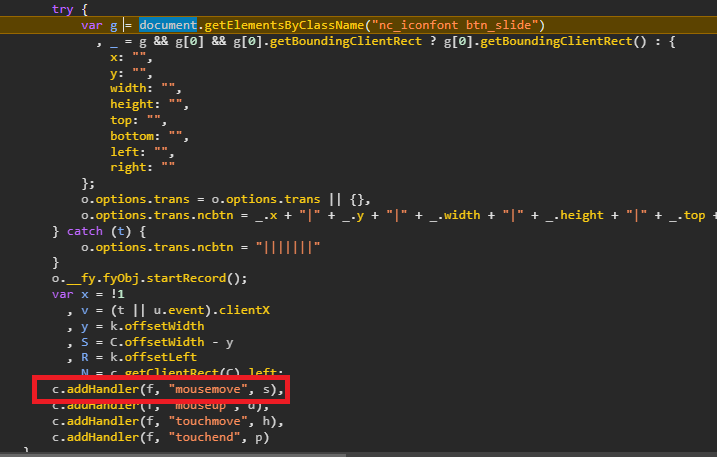 try {
var g = document.getElementsByClassName("nc_iconfont btn_slide")
, _ = g && g[0] && g[0].getBoundingClientRect ? g[0].getBoundingClientRect() : {
x: "",
y: "",
width: "",
height: "",
top: "",
bottom: "",
left: "",
right: ""
};
o.options.trans = o.options.trans || {},
o.options.trans.ncbtn = _.x + "|" + _.y + "|" + _.width + "|" + _.height + "|" + _.top +
} catch (t) {
o.options.trans.ncbtn = "|||||||"
}
o.__fy.fyObj.startRecord();
var x = !1
, v = (t || u.event).clientX
, y = k.offsetWidth
, S = C.offsetWidth - y
, R = k.offsetLeft
, N = c.getClientRect(C).left;
c.addHandler(f, "mousemove", s),
c.addHandler(f, "mouseup", d),
c.addHandler(f, "touchmove", h),
c.addHandler(f, "touchend", p)